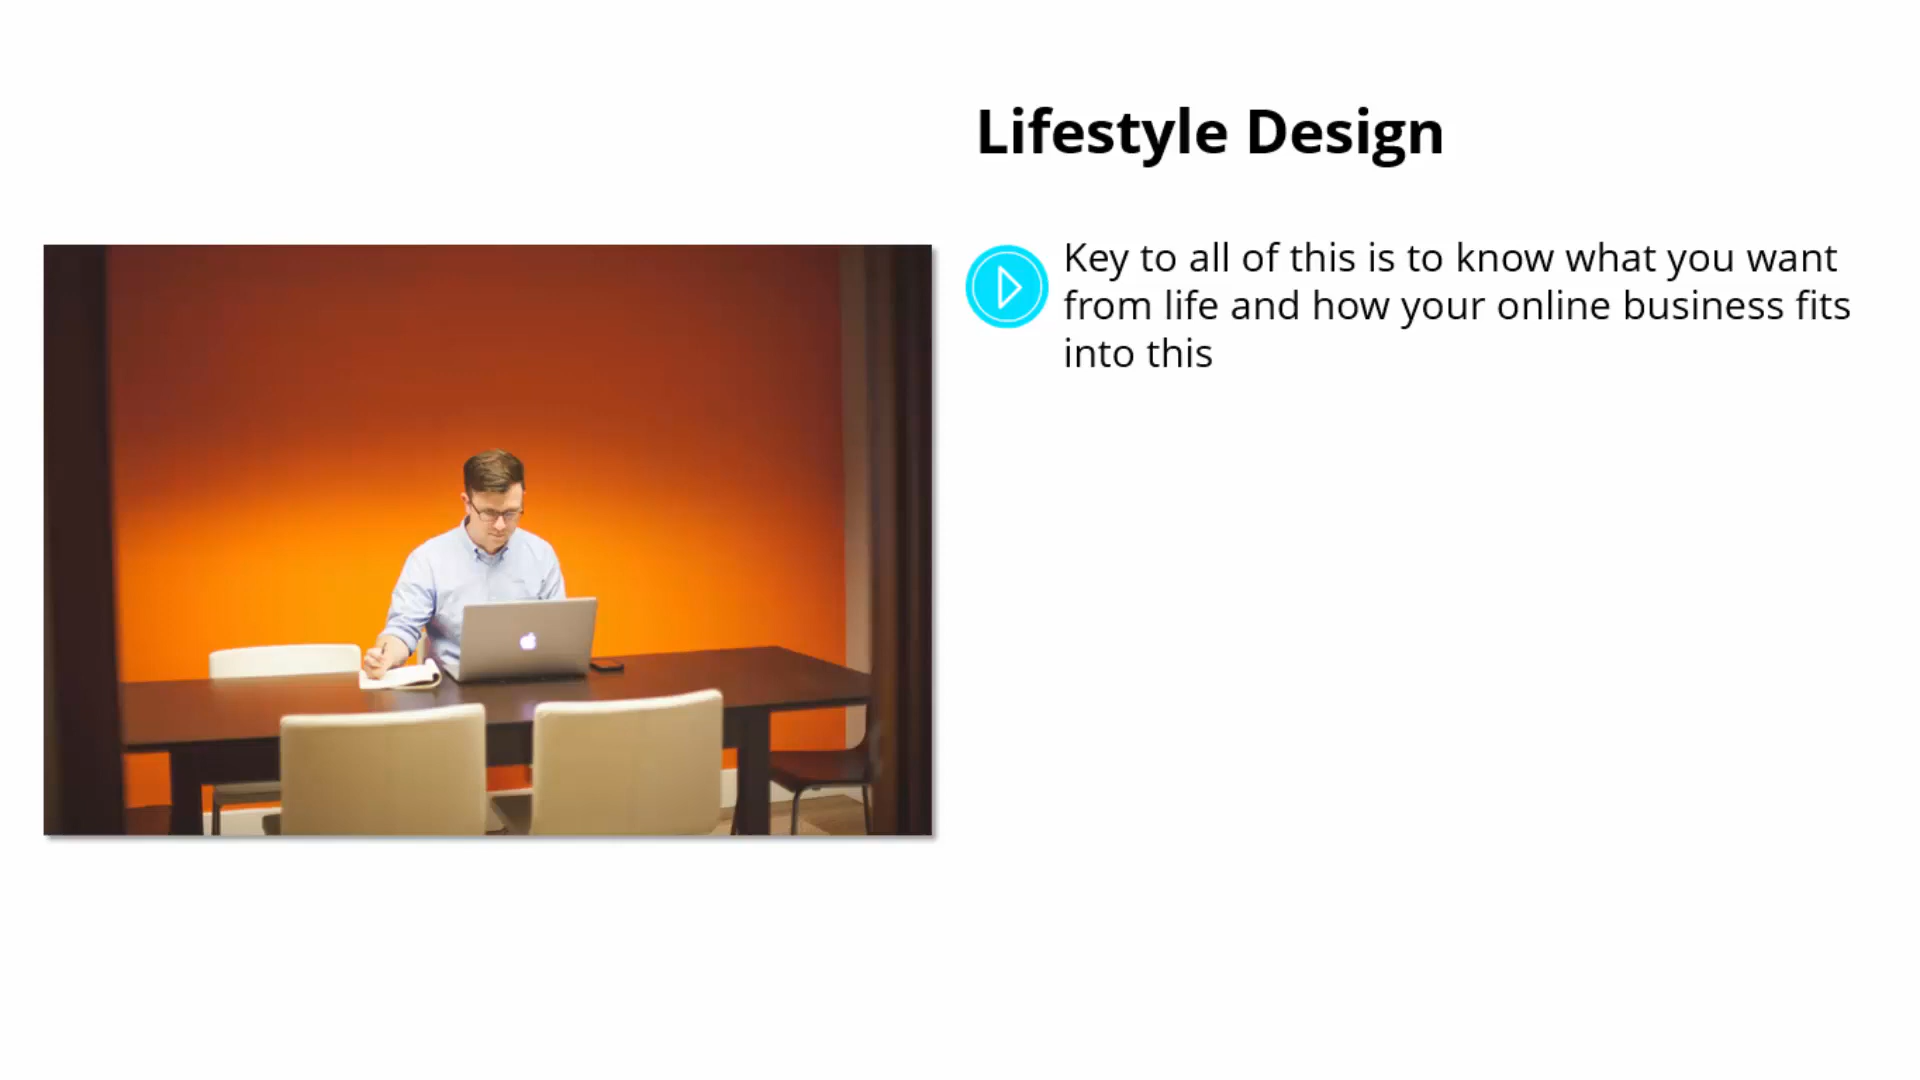 Lifestyle Design
Key to all of this is to know what you want
from life and how your online business fits
into this